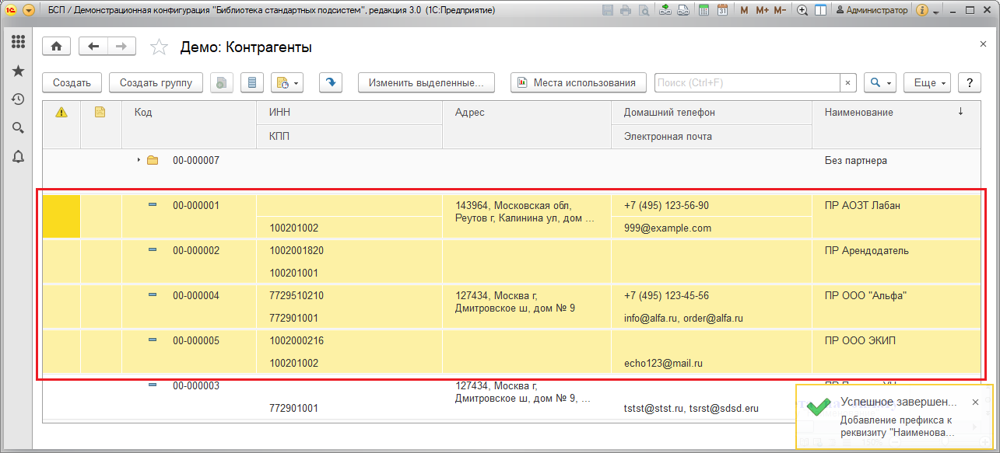 БСП / Демонстрационная конфигурация "Библиотека стандартных подсистем", редакция 3.0 (1С:Предприятие)
M M+ M- Администратор
Демо: Контрагенты
Создать Создать группу Изменить выделенные... Места использования Поиск (Ctrl+F) × Еще ?
Код ИНН Адрес Домашний телефон Наименование ↓
КПП Электронная почта
00-000007 Без партнера
00-000001 143964, Московская обл, +7 (495) 123-56-90 ПР АОЗТ Лабан
Реутов г, Калинина ул, дом ...
100201002 999@example.com
00-000002 1002001820 ПР Арендодатель
100201001
00-000004 7729510210 127434, Москва г, +7 (495) 123-45-56 ПР ООО "Альфа"
Дмитровское ш, дом № 9
772901001 info@alfa.ru, order@alfa.ru
00-000005 1002000216 ПР ООО ЭКИП
100201002 echo123@mail.ru
00-000003 127434, Москва г,
Дмитровское ш, дом № 9, ...
772901001 tstst@stst.ru, tsrst@sdsd.eru
Успешное завершен...
Добавление префикса к
реквизиту "Наименова...